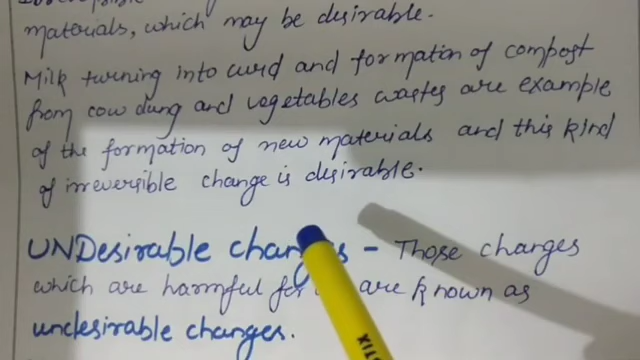 materials, which may be desirable.
Milk turning into curd and formation of compost
from cow dung and vegetables wastes are example
of the formation of new materials and this kind
of irreversible change is desirable.
UNDesirable changes - Those changes
which are harmful for are known as
undesirable changes.
STIX